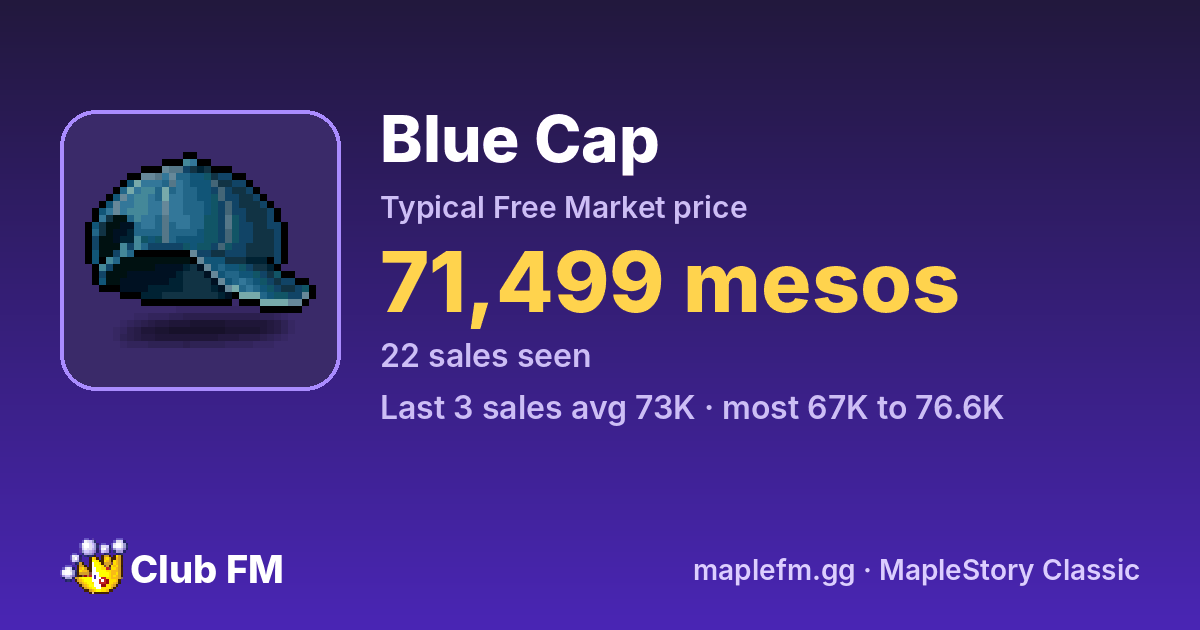 Blue Cap
Typical Free Market price
71,499 mesos
22 sales seen
Last 3 sales avg 73K · most 67K to 76.6K
Club FM
maplefm.gg · MapleStory Classic